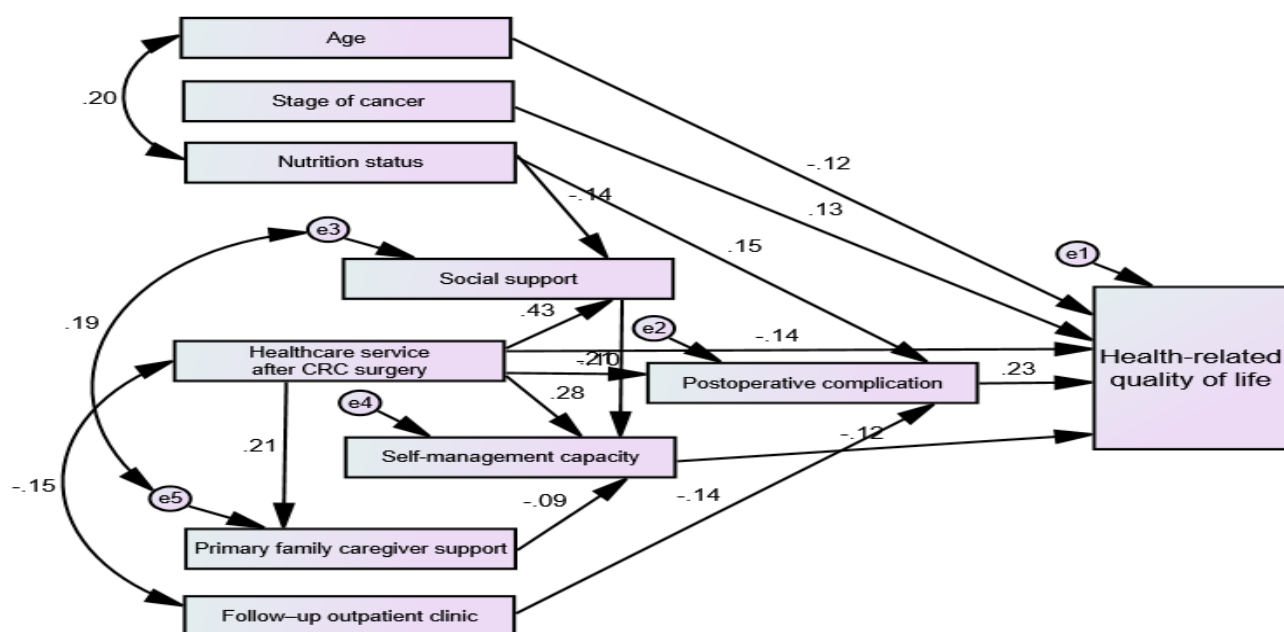 Age
.20
Stage of cancer
Nutrition status
-.12
-.14
.13
e3
.15
e1
Social support
.19
.43
e2
-.14
Healthcare service
after CRC surgery
Health-related
quality of life
-.10
Postoperative complication
.23
.28
e4
.21
-.12
Self-management capacity
-.15
e5
-.09
-.14
Primary family caregiver support
Follow–up outpatient clinic